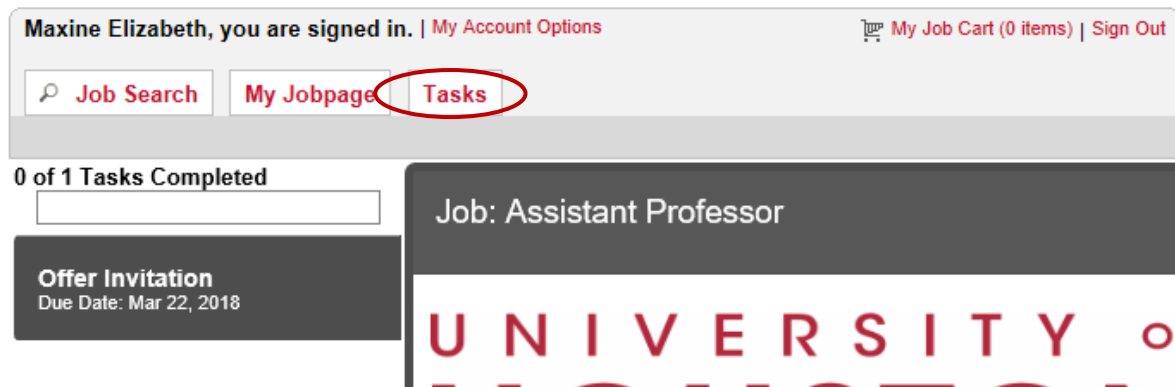 Maxine Elizabeth, you are signed in. | My Account Options
My Job Cart (0 items) | Sign Out
Job Search
My Jobpage
Tasks
0 of 1 Tasks Completed
Job: Assistant Professor
Offer Invitation
Due Date: Mar 22, 2018
UNIVERSITY